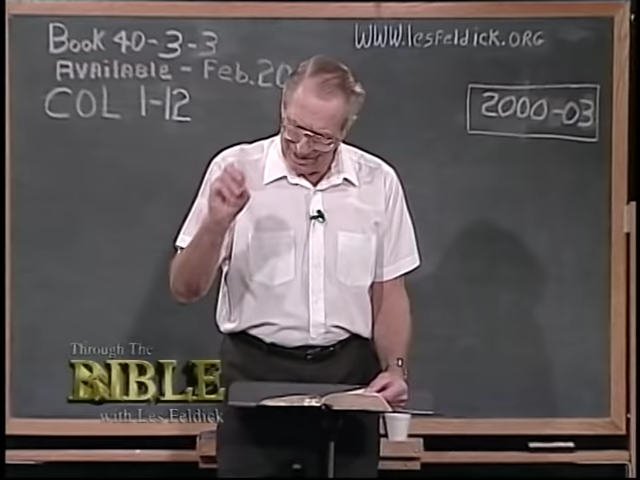 Book 40-3-3
WWW.lesfeldick.ORG
Available - Feb. 20
COL 1-12
2000-03
Through The
BIBLE
with Les Feldick